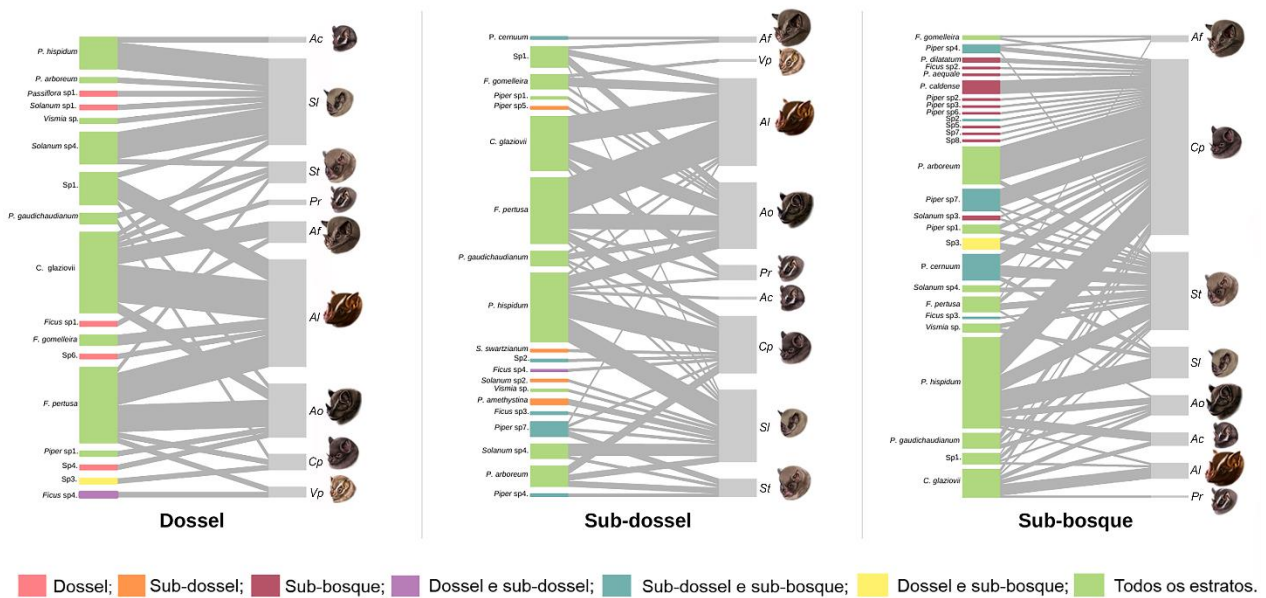 P. hispidum
P. arboreum
Passiflora sp1.
Solanum sp1.
Vismia sp.
Solanum sp4.
Sp1.
P. gaudichaudianum
C. glaziovii
Ficus sp1.
F. gomelleira
Sp6.
F. pertusa
Piper sp1.
Sp4.
Sp3.
Ficus sp4.
Ac
Sl
St
Pr
Af
Al
Ao
Cp
Vp
Dossel
P. cernuum
Sp1.
F. gomelleira
Piper sp1.
Piper sp5.
C. glaziovii
F. pertusa
P. gaudichaudianum
P. hispidum
S. swartzianum
Sp2.
Ficus sp4.
Solanum sp2.
Vismia sp.
P. amethystina
Ficus sp3.
Piper sp7.
Solanum sp4.
P. arboreum
Piper sp4.
Af
Vp
Al
Ao
Pr
Ac
Cp
Sl
St
Sub-dossel
F. gomelleira
Piper sp4.
P. dilatatum
Ficus sp2.
P. aequale
P. caldense
Piper sp2.
Piper sp3.
Piper sp6.
Sp2.
Sp5.
Sp7.
Sp8.
P. arboreum
Piper sp7.
Solanum sp3.
Piper sp1.
Sp3.
P. cernuum
Solanum sp4.
F. pertusa
Ficus sp3.
Vismia sp.
P. hispidum
P. gaudichaudianum
Sp1.
C. glaziovii
Af
Cp
St
Sl
Ao
Ac
Al
Pr
Sub-bosque
Dossel; Sub-dossel; Sub-bosque; Dossel e sub-dossel; Sub-dossel e sub-bosque; Dossel e sub-bosque; Todos os estratos.